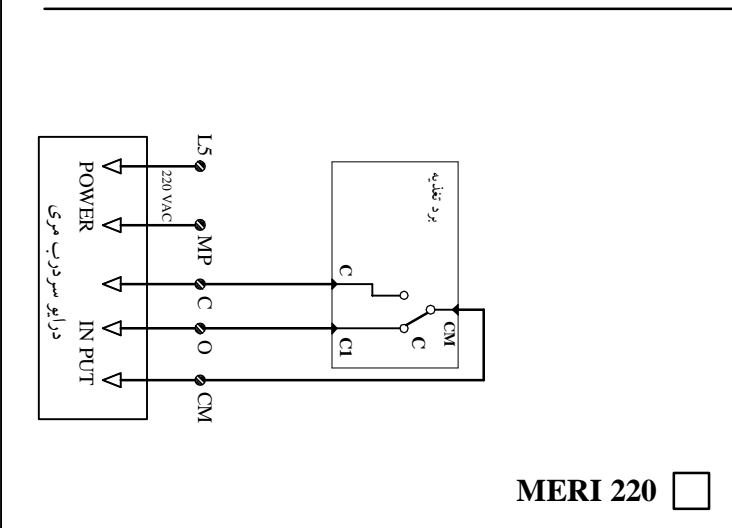 L5
220 VAC
POWER
MP
C
O
IN PUT
CM
درایو سردرب مری
برد تغذیه
C
C1
C
CM
MERI 220